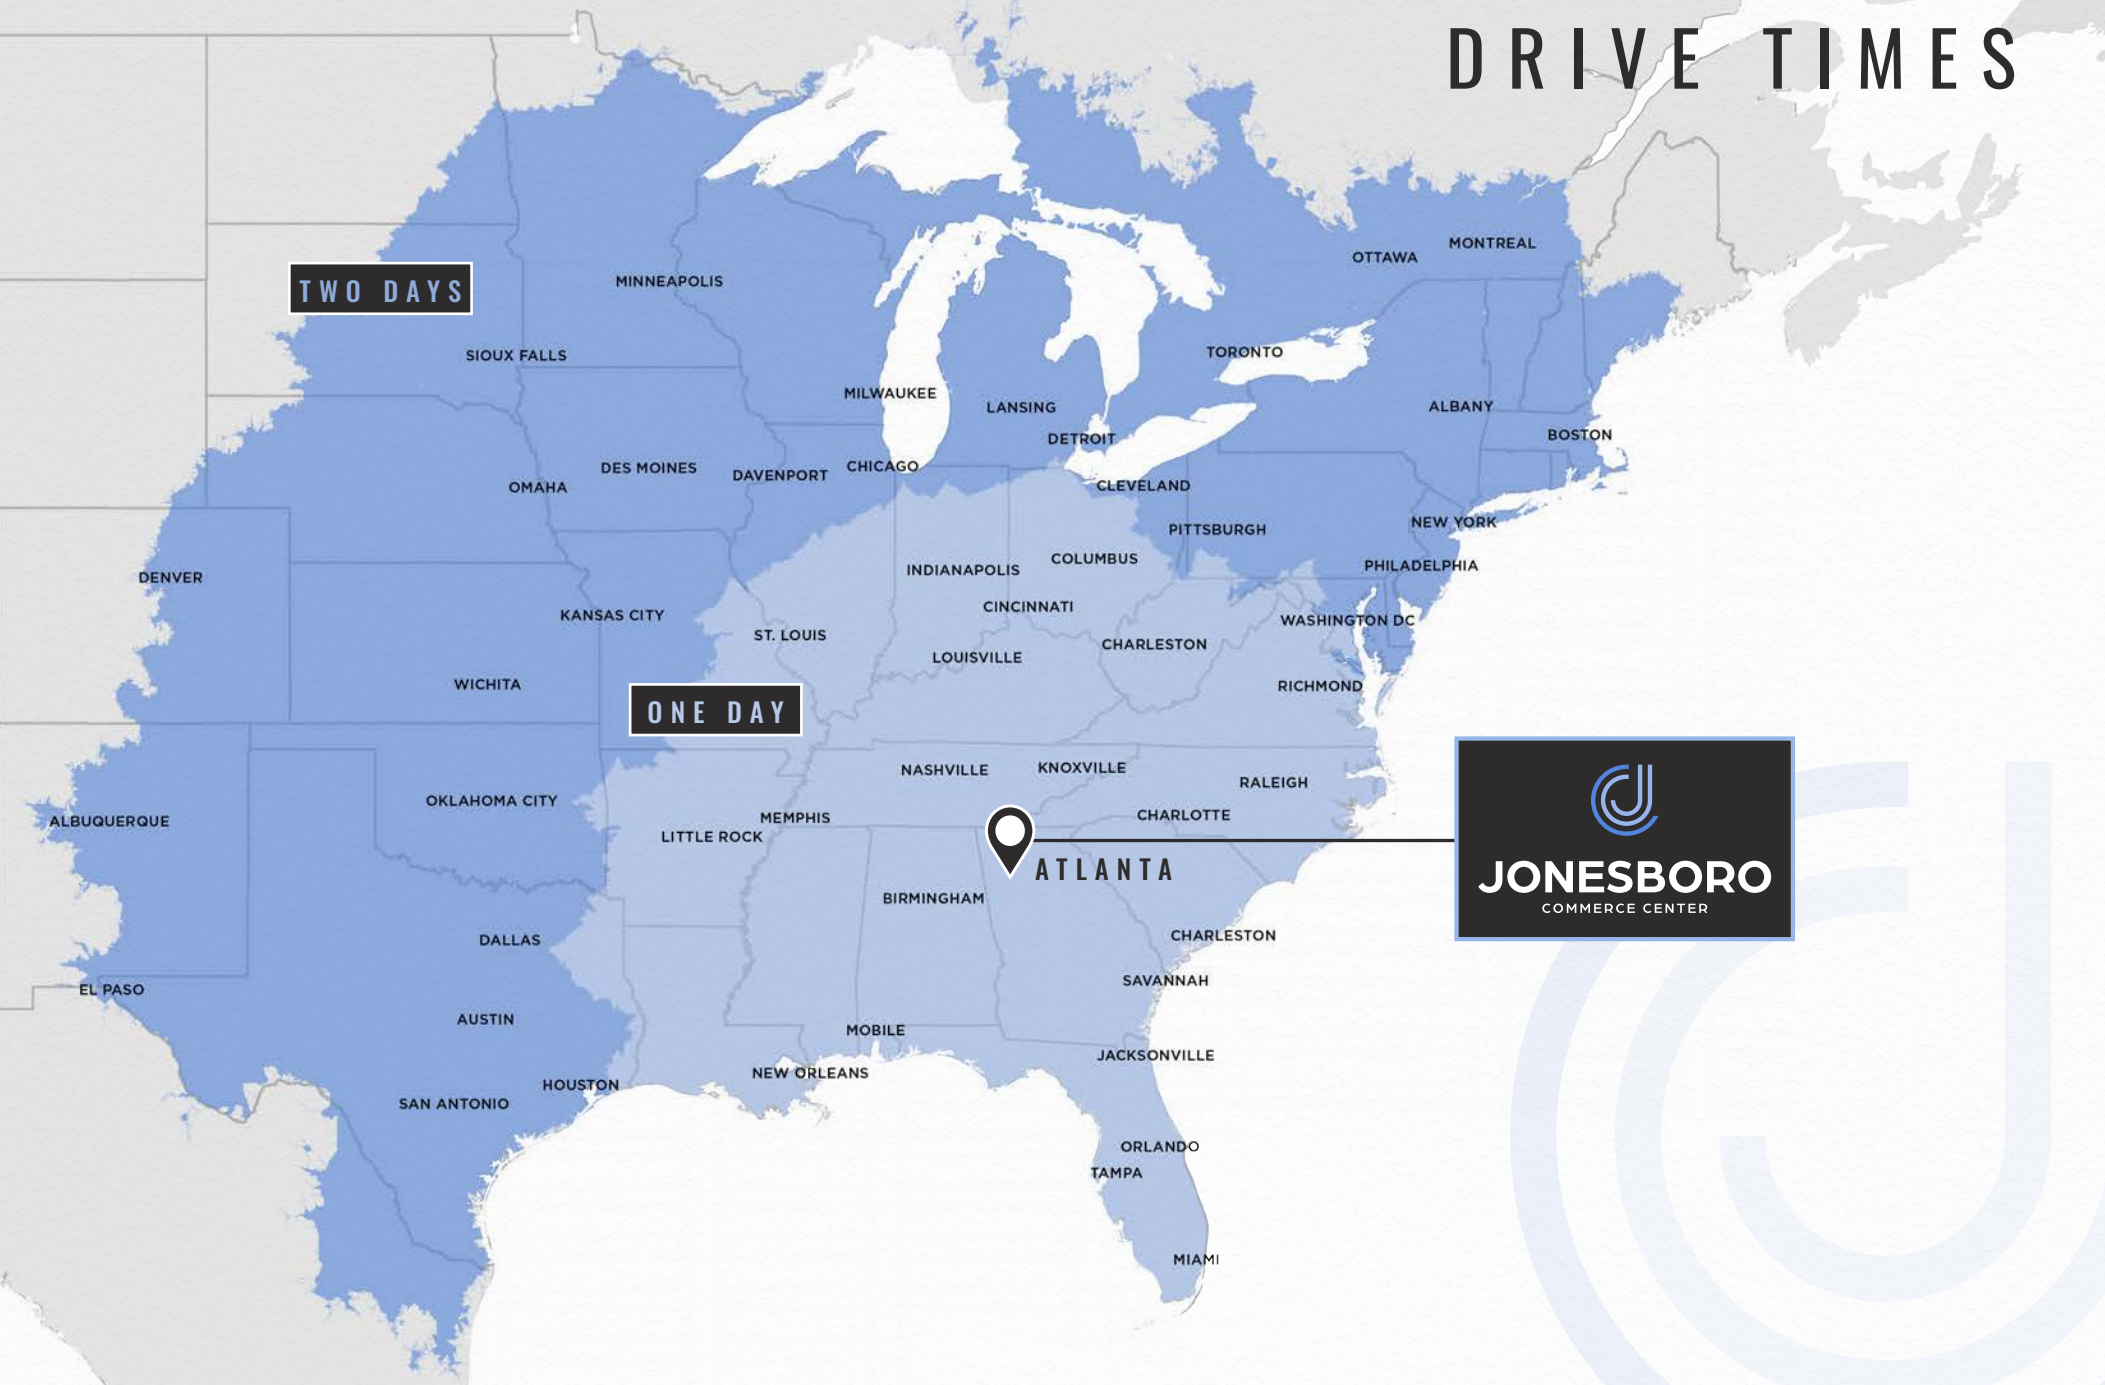 DRIVE TIMES
MONTREAL
OTTAWA
MINNEAPOLIS
TWO DAYS
TORONTO
SIOUX FALLS
MILWAUKEE
LANSING
ALBANY
DETROIT
BOSTON
DES MOINES
DAVENPORT
CHICAGO
OMAHA
CLEVELAND
NEW YORK
PITTSBURGH
COLUMBUS
PHILADELPHIA
INDIANAPOLIS
DENVER
CINCINNATI
KANSAS CITY
WASHINGTON DC
ST. LOUIS
CHARLESTON
LOUISVILLE
WICHITA
RICHMOND
ONE DAY
NASHVILLE
KNOXVILLE
RALEIGH
OKLAHOMA CITY
CHARLOTTE
MEMPHIS
ALBUQUERQUE
LITTLE ROCK
ATLANTA
JONESBORO
COMMERCE CENTER
BIRMINGHAM
CHARLESTON
DALLAS
SAVANNAH
EL PASO
AUSTIN
MOBILE
JACKSONVILLE
NEW ORLEANS
HOUSTON
SAN ANTONIO
ORLANDO
TAMPA
MIAMI